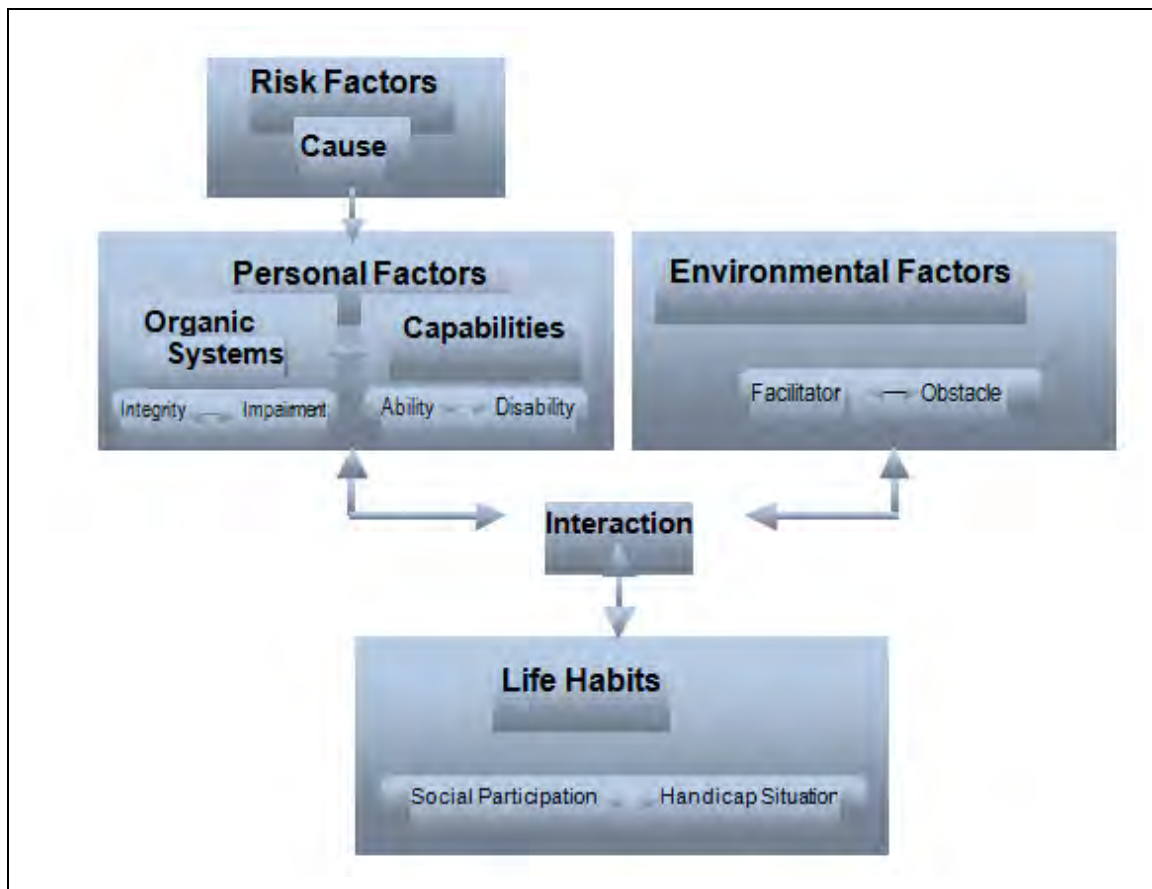 Risk Factors
Cause
Personal Factors
Organic
Systems
Integrity Impairment
Capabilities
Ability Disability
Environmental Factors
Facilitator Obstacle
Interaction
Life Habits
Social Participation Handicap Situation